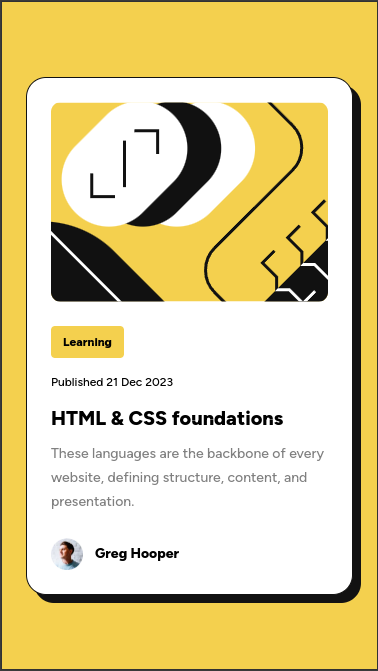 Learning
Published 21 Dec 2023
HTML & CSS foundations
These languages are the backbone of every
website, defining structure, content, and
presentation.
Greg Hooper